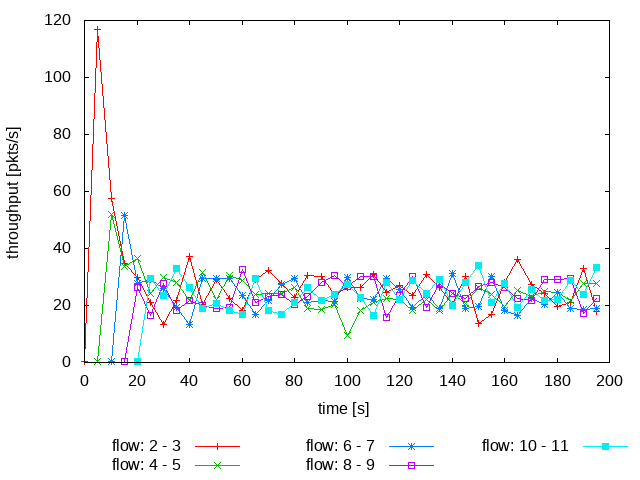 120
100
80
60
40
20
0
throughput [pkts/s]
0 20 40 60 80 100 120 140 160 180 200
time [s]
flow: 2 - 3 flow: 6 - 7 flow: 10 - 11
flow: 4 - 5 flow: 8 - 9